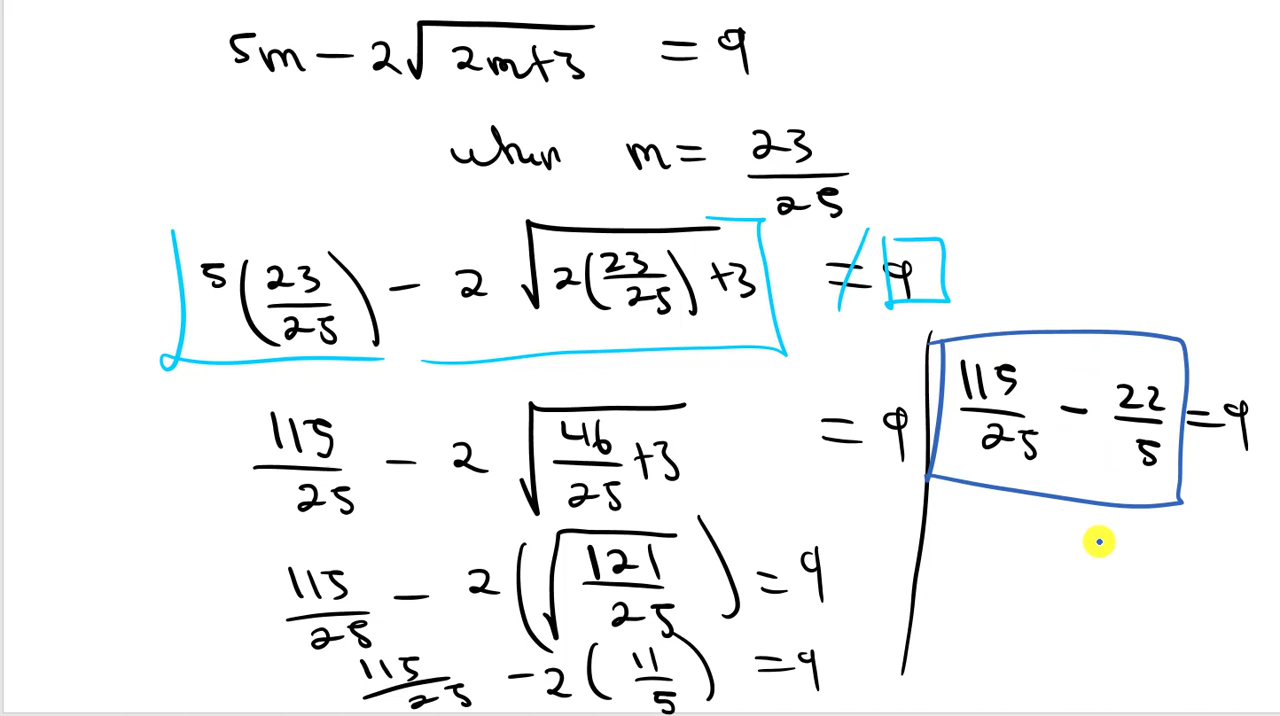 5m - 2√(2m+3) = 9
when m = 23/25
5(23/25) - 2√(2(23/25)+3) ≠ 9
115/25 - 2√(46/25+3) = 9
115/25 - 2(√(121/25)) = 9
115/25 - 2(11/5) = 9
115/25 - 22/5 = 9